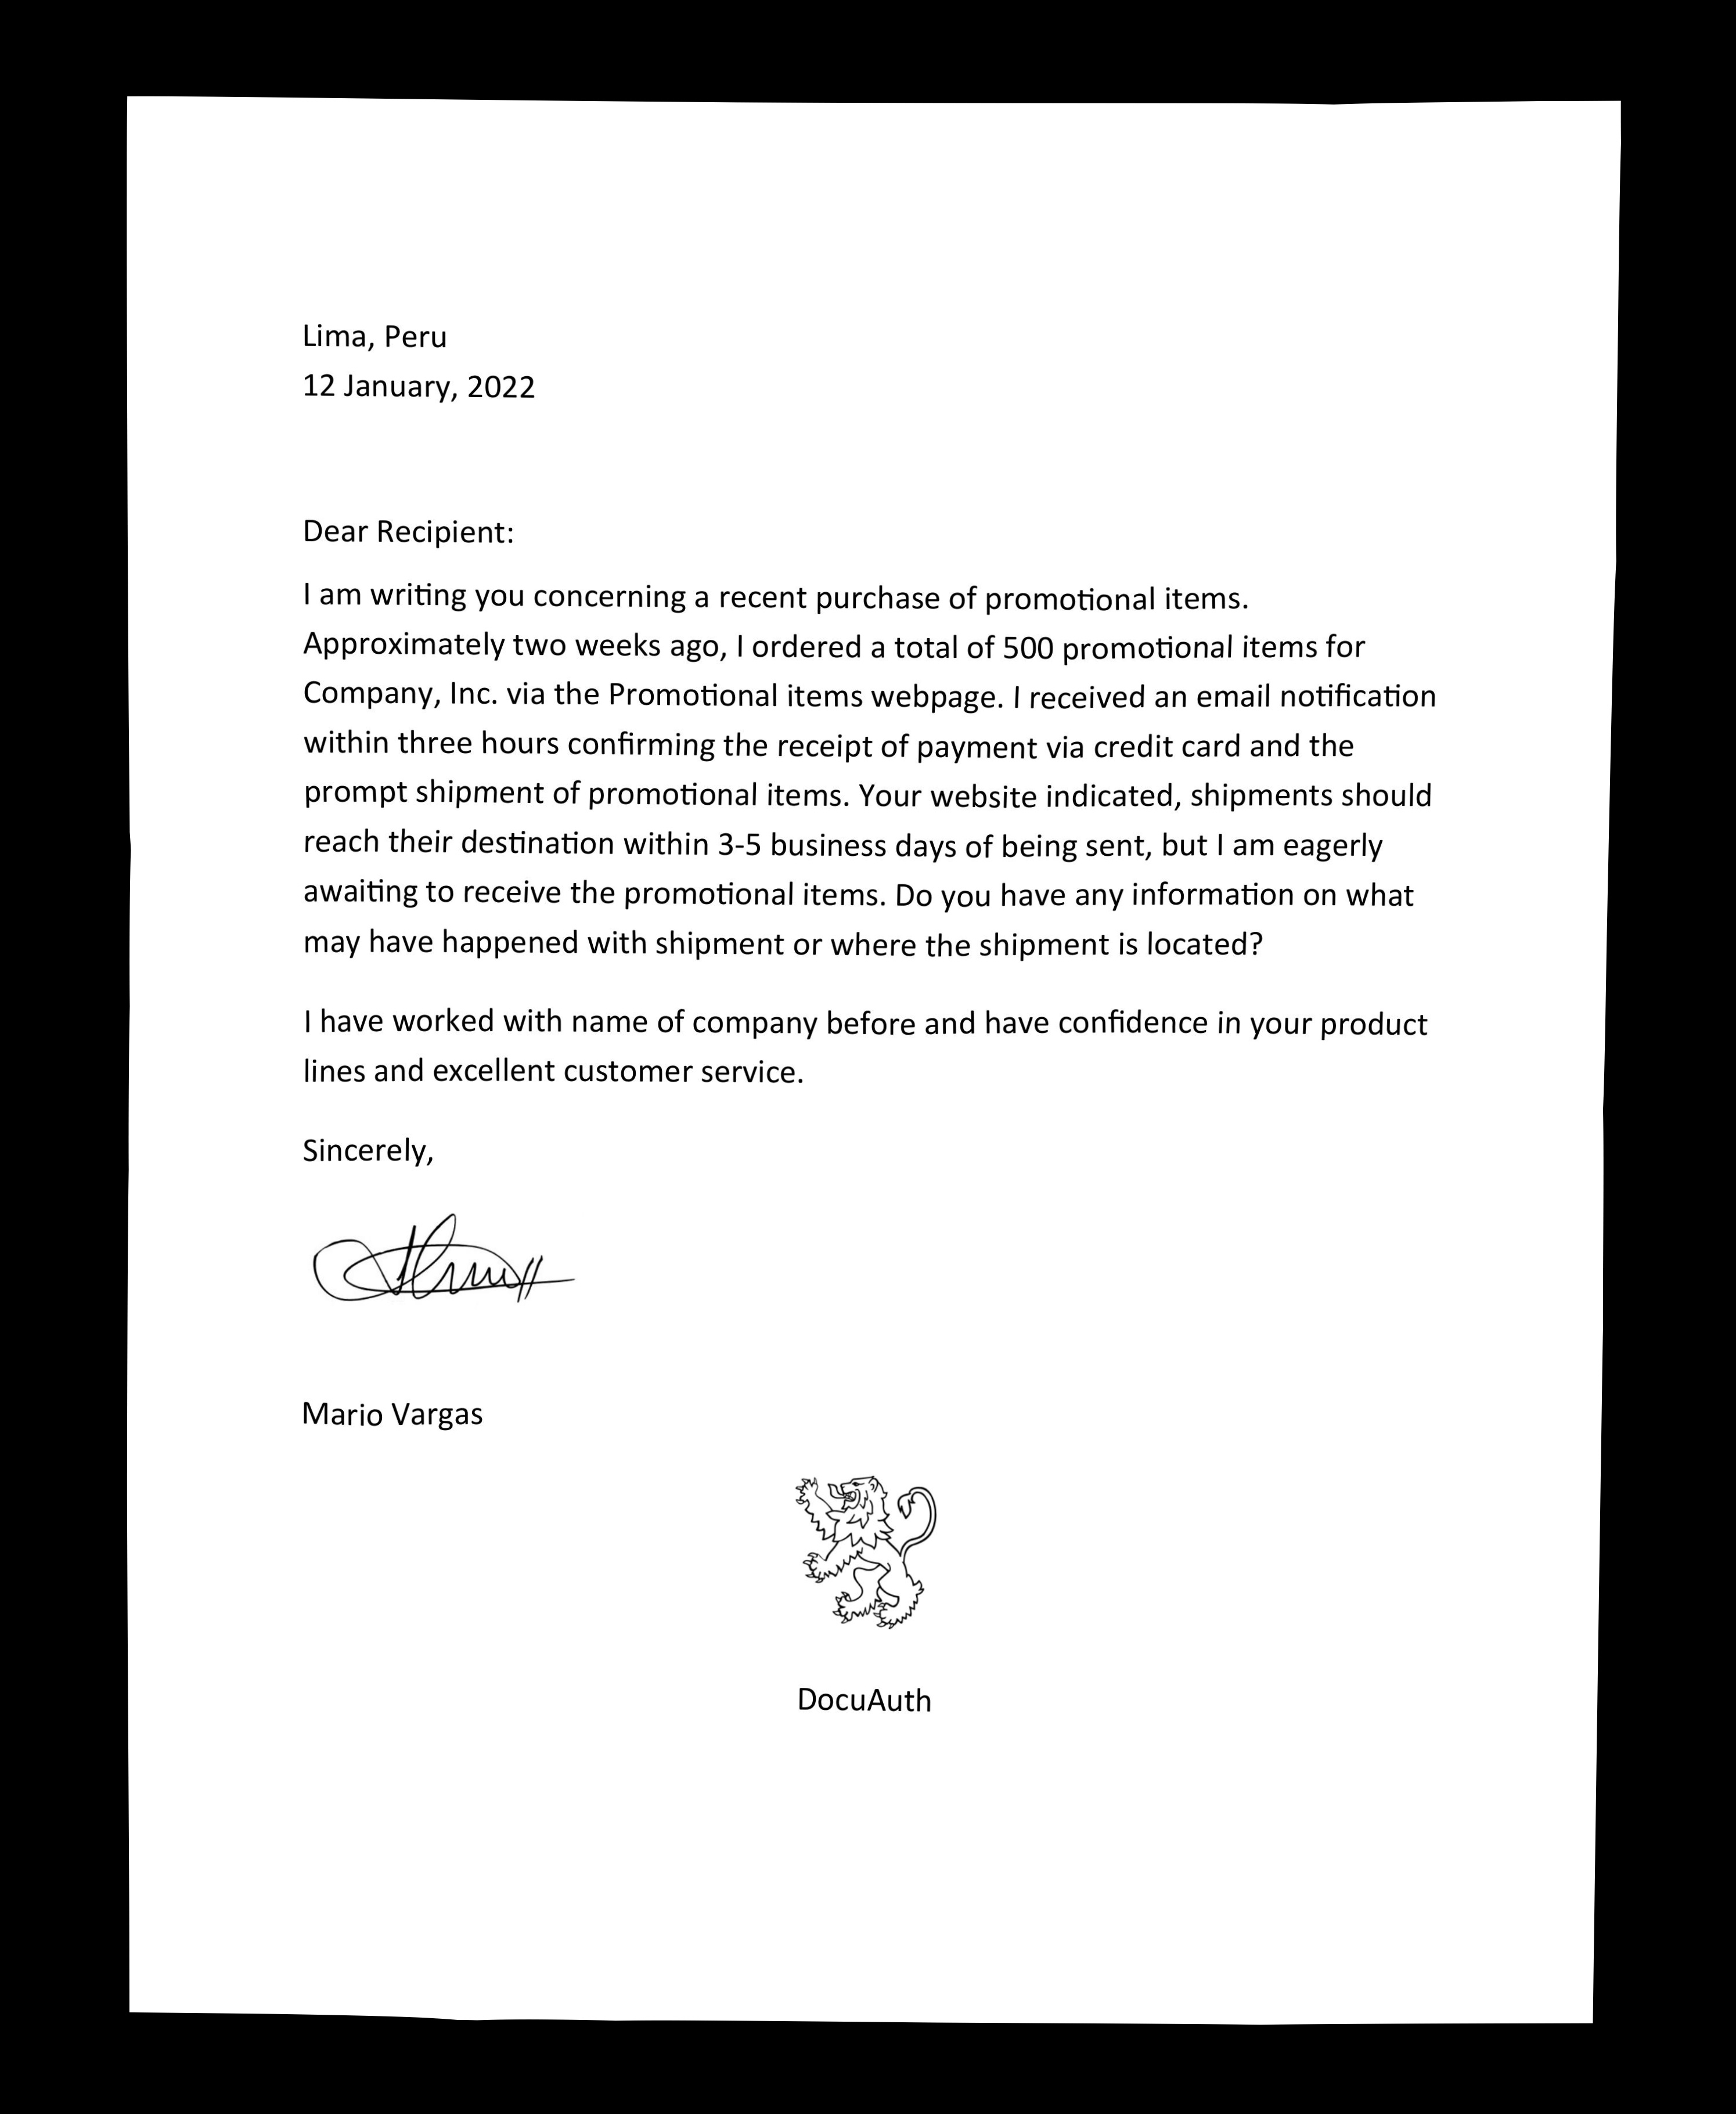 Lima, Peru
12 January, 2022
Dear Recipient:
I am writing you concerning a recent purchase of promotional items.
Approximately two weeks ago, I ordered a total of 500 promotional items for
Company, Inc. via the Promotional items webpage. I received an email notification
within three hours confirming the receipt of payment via credit card and the
prompt shipment of promotional items. Your website indicated, shipments should
reach their destination within 3-5 business days of being sent, but I am eagerly
awaiting to receive the promotional items. Do you have any information on what
may have happened with shipment or where the shipment is located?
I have worked with name of company before and have confidence in your product
lines and excellent customer service.
Sincerely,
Mario Vargas
DocuAuth